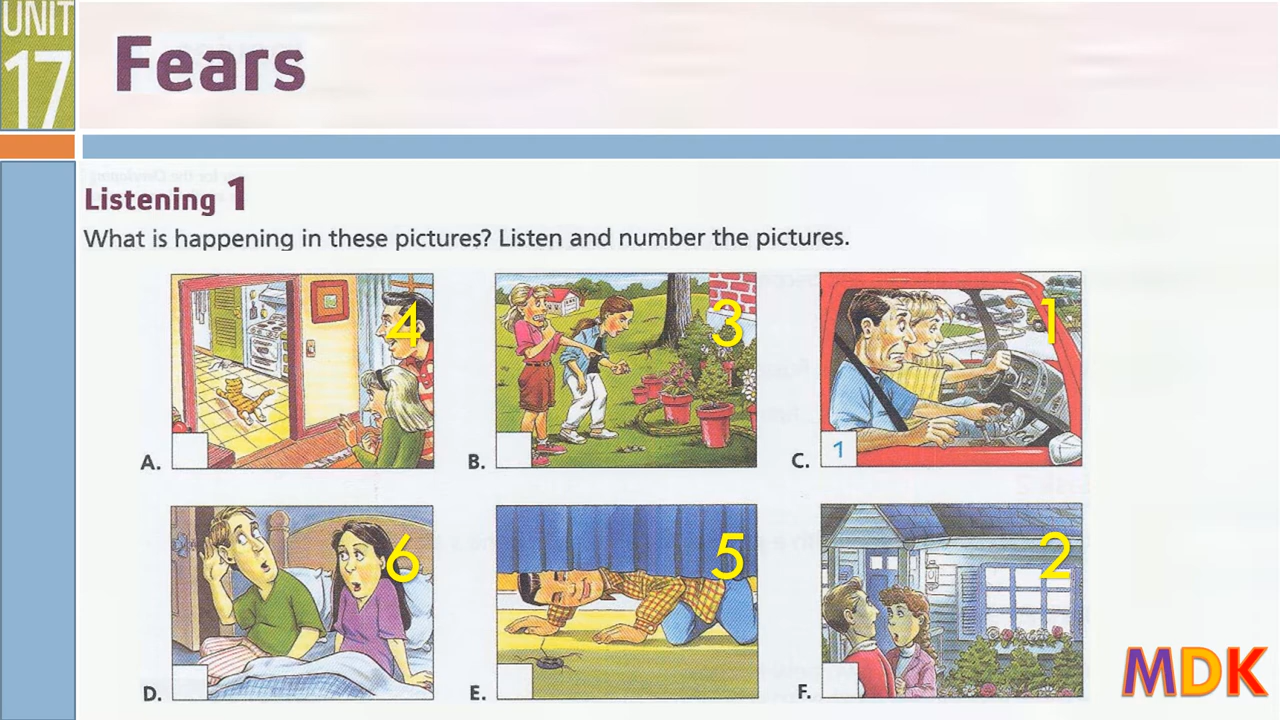 UNIT
17
Fears
Listening 1
What is happening in these pictures? Listen and number the pictures.
4
3
1
1
A.
B.
C.
6
5
2
D.
E.
F.
MDK